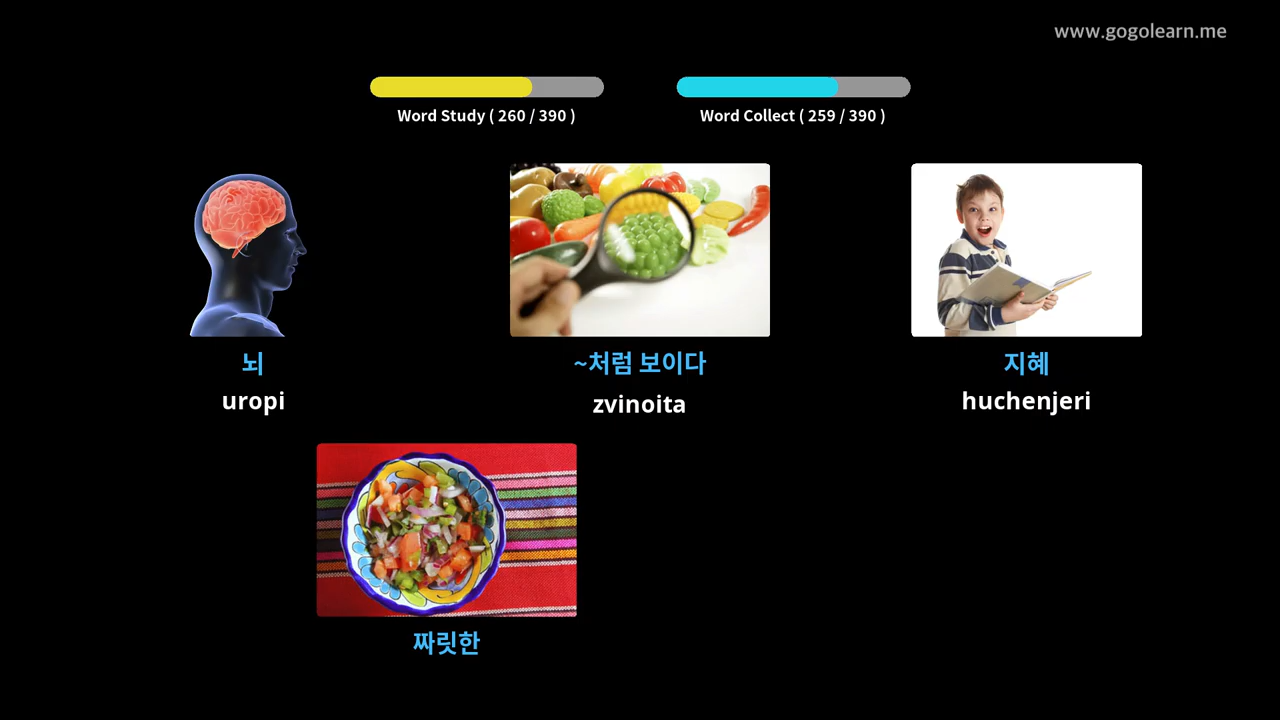 www.gogolearn.me
Word Study ( 260 / 390 )
Word Collect ( 259 / 390 )
뇌
uropi
~처럼 보이다
zvinoita
지혜
huchenjeri
짜릿한